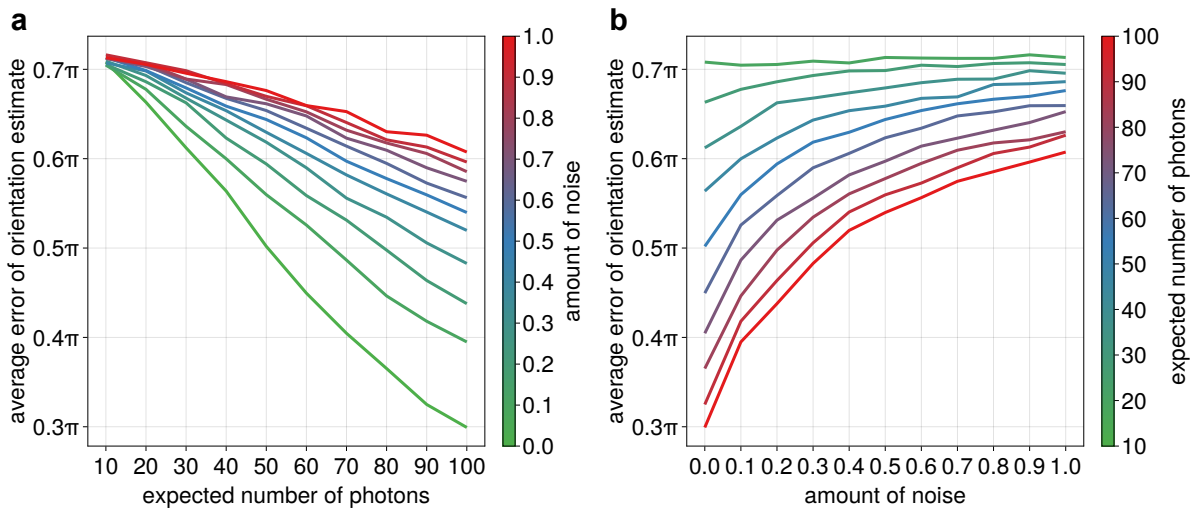 a
average error of orientation estimate
0.7π
0.6π
0.5π
0.4π
0.3π
10 20 30 40 50 60 70 80 90 100
expected number of photons
1.0
0.9
0.8
0.7
0.6
0.5
0.4
0.3
0.2
0.1
0.0
amount of noise
b
average error of orientation estimate
0.7π
0.6π
0.5π
0.4π
0.3π
0.0 0.1 0.2 0.3 0.4 0.5 0.6 0.7 0.8 0.9 1.0
amount of noise
100
90
80
70
60
50
40
30
20
10
expected number of photons